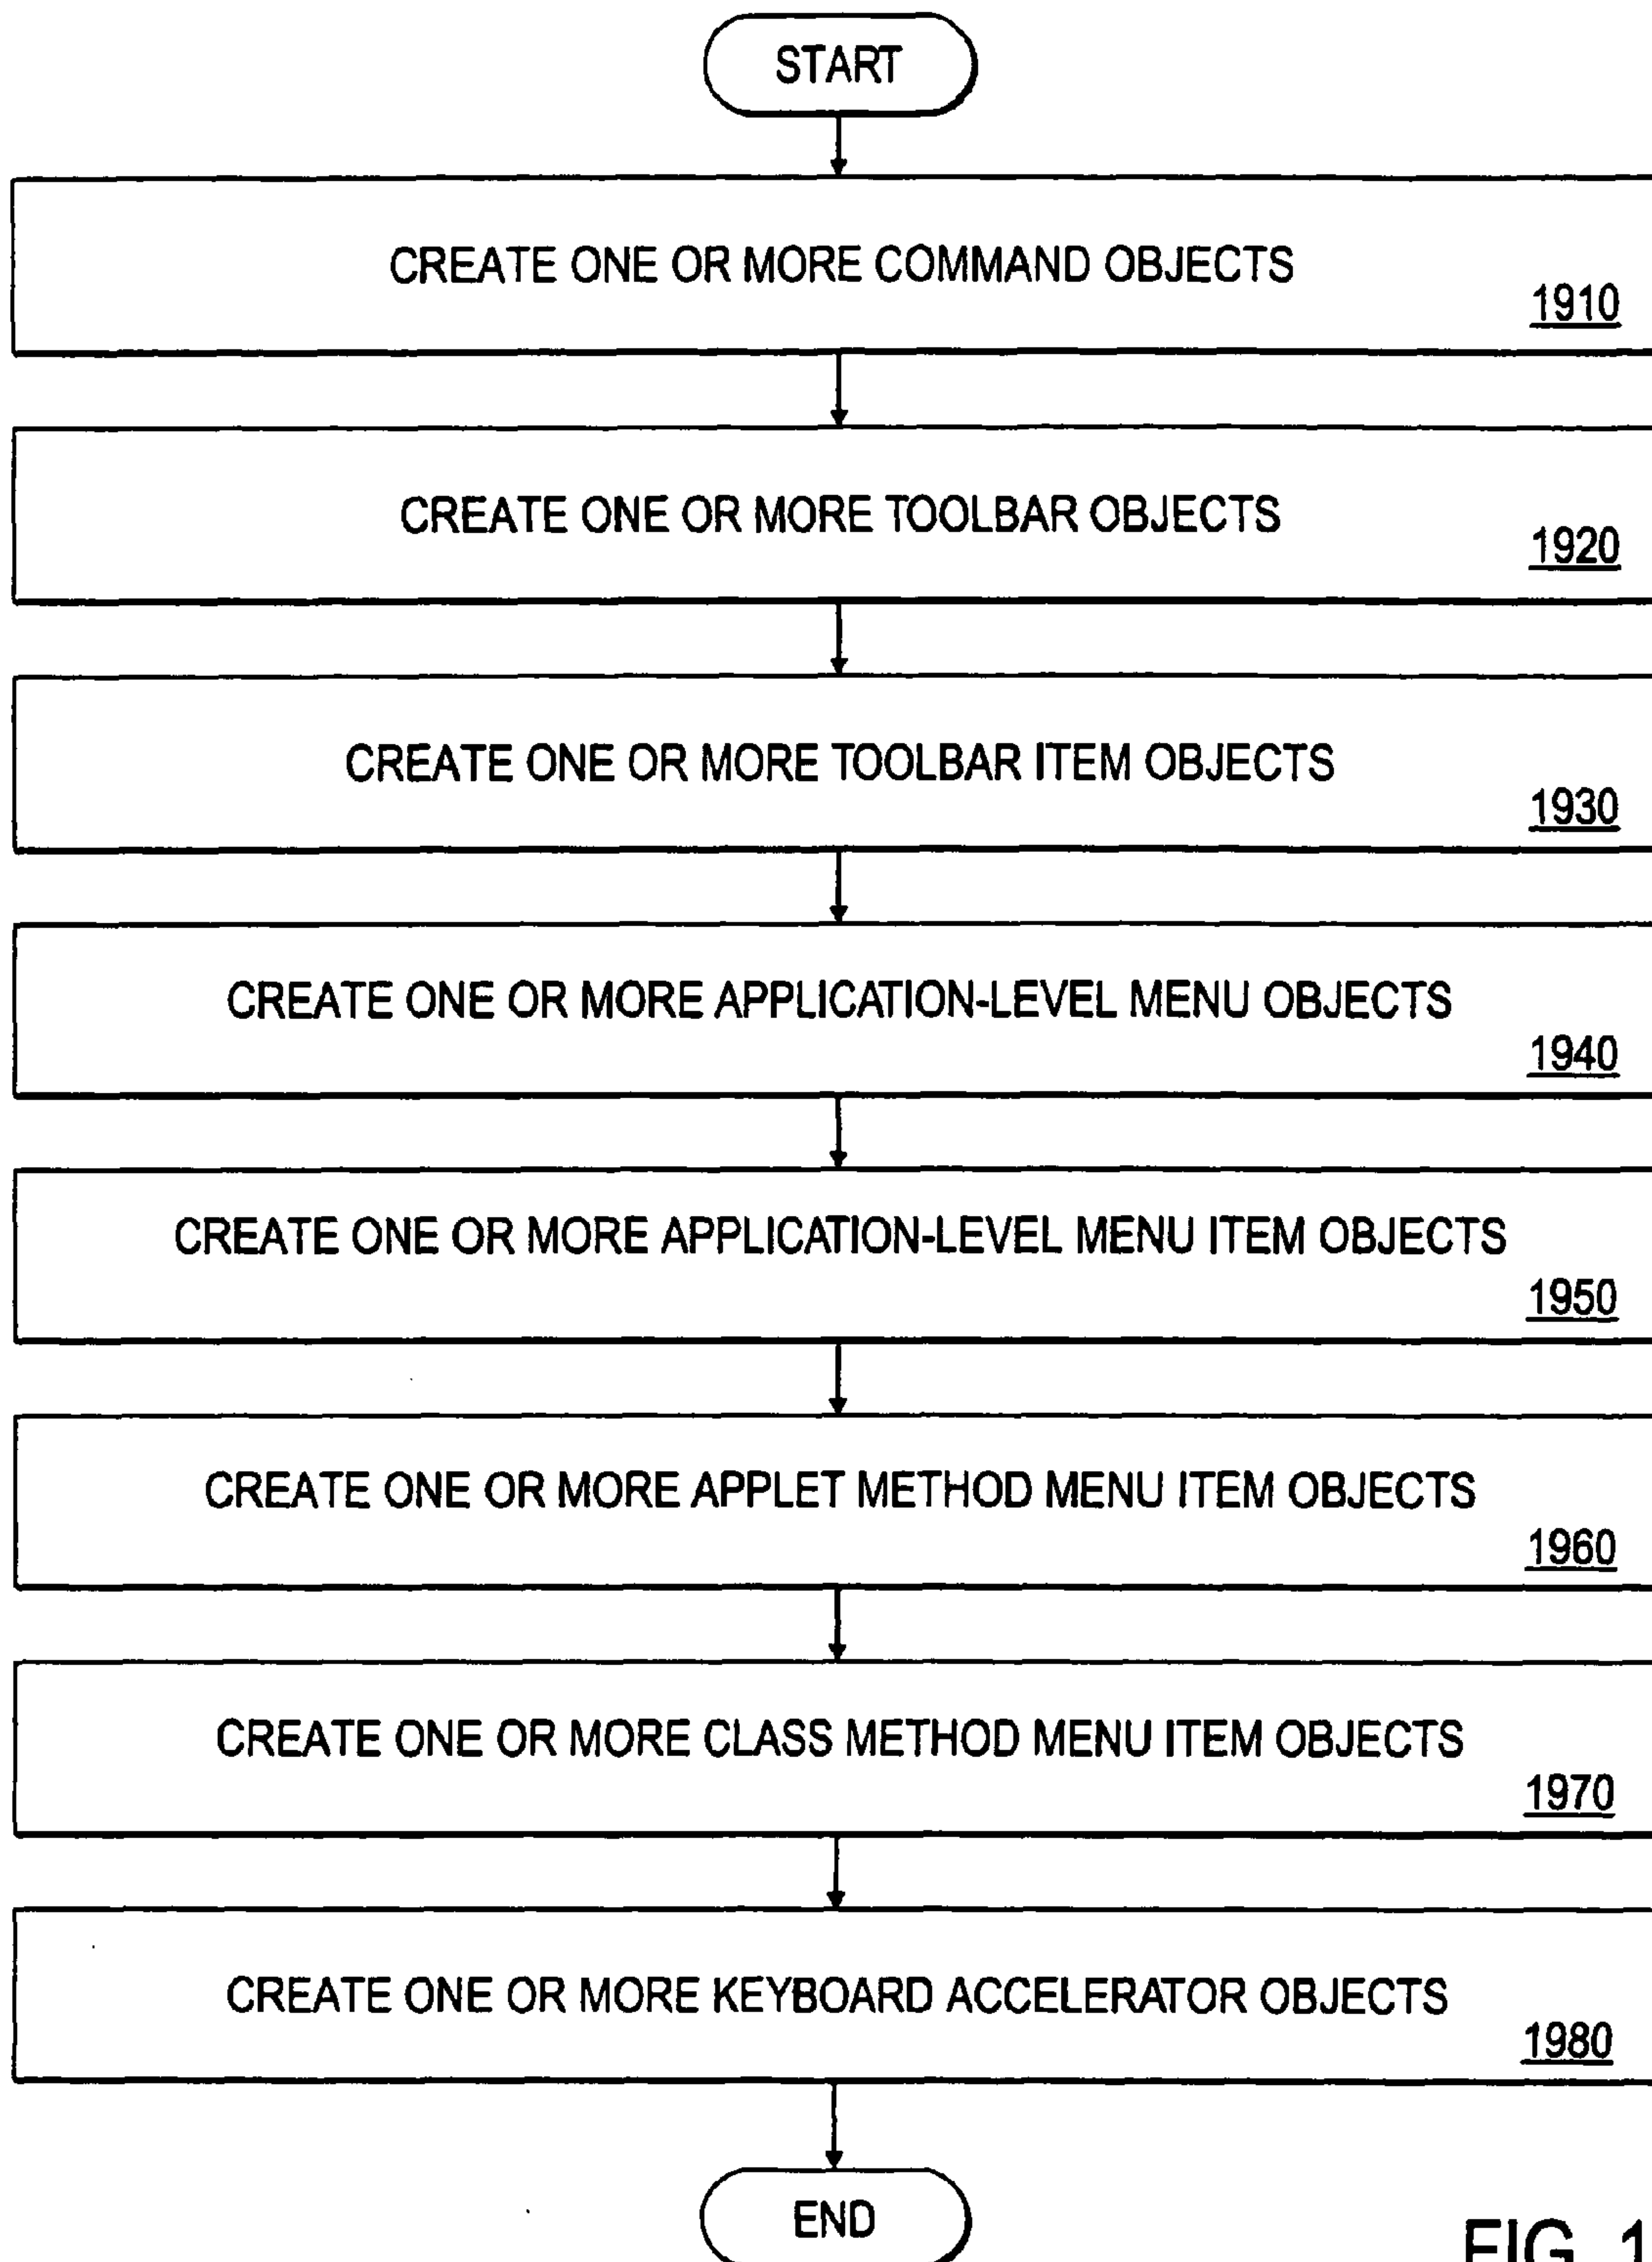 START
CREATE ONE OR MORE COMMAND OBJECTS
1910
CREATE ONE OR MORE TOOLBAR OBJECTS
1920
CREATE ONE OR MORE TOOLBAR ITEM OBJECTS
1930
CREATE ONE OR MORE APPLICATION-LEVEL MENU OBJECTS
1940
CREATE ONE OR MORE APPLICATION-LEVEL MENU ITEM OBJECTS
1950
CREATE ONE OR MORE APPLET METHOD MENU ITEM OBJECTS
1960
CREATE ONE OR MORE CLASS METHOD MENU ITEM OBJECTS
1970
CREATE ONE OR MORE KEYBOARD ACCELERATOR OBJECTS
1980
END
FIG. 1